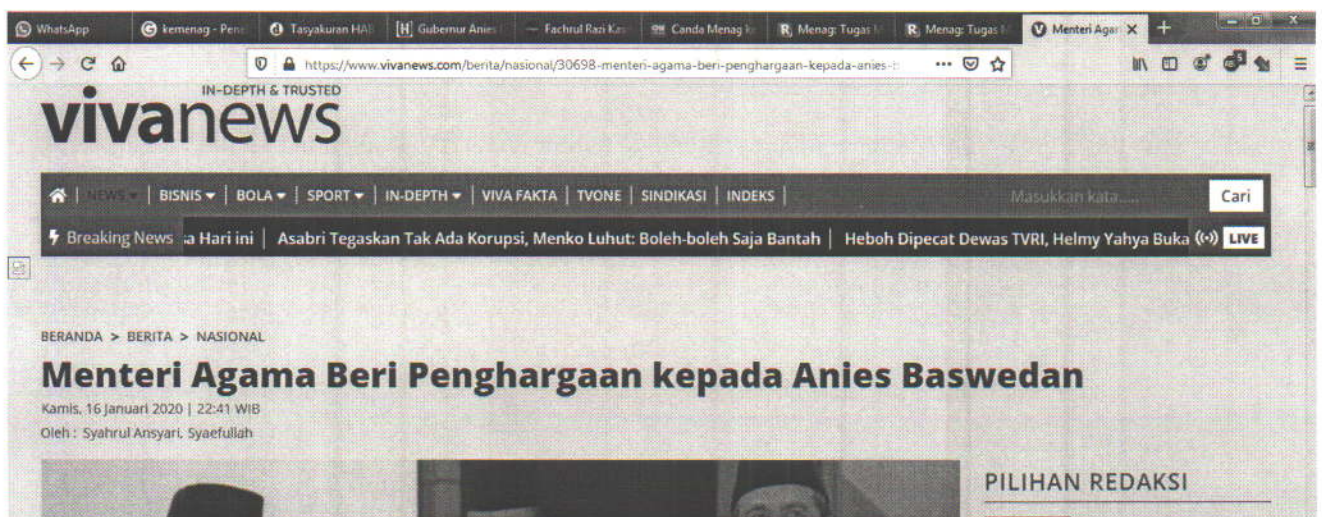 WhatsApp kemenag - Pene Tasyakuran HAB [H] Gubernur Anies Fachrul Razi Canda Menag Menag: Tugas Menag: Tugas Menteri Agar
https://www.vivanews.com/berita/nasional/30698-menteri-agama-beri-penghargaan-kepada-anies-b
IN-DEPTH & TRUSTED
vivanews
NEWS | BISNIS | BOLA | SPORT | IN-DEPTH | VIVA FAKTA | TVONE | SINDIKASI | INDEKS | Masukkan kata..... Cari
Breaking News sa Hari ini | Asabri Tegaskan Tak Ada Korupsi, Menko Luhut: Boleh-boleh Saja Bantah | Heboh Dipecat Dewas TVRI, Helmy Yahya Buka LIVE
BERANDA > BERITA > NASIONAL
Menteri Agama Beri Penghargaan kepada Anies Baswedan
Kamis, 16 Januari 2020 | 22:41 WIB
Oleh : Syahrul Ansyari, Syaefullah
PILIHAN REDAKSI